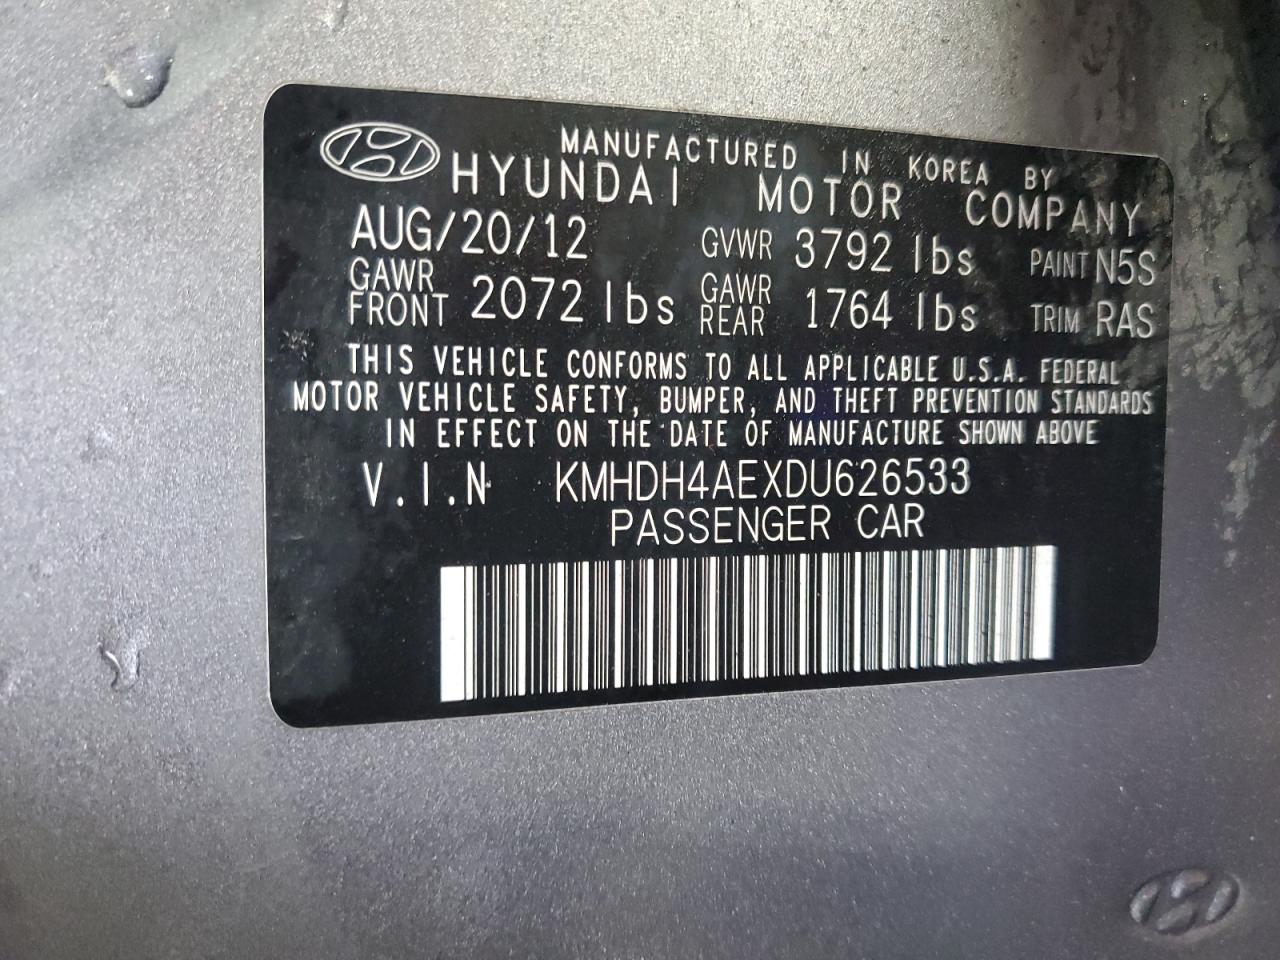 MANUFACTURED IN KOREA BY
HYUNDAI MOTOR COMPANY
AUG/20/12 GVWR 3792 lbs PAINT N5S
GAWR FRONT 2072 lbs GAWR REAR 1764 lbs TRIM RAS
THIS VEHICLE CONFORMS TO ALL APPLICABLE U.S.A. FEDERAL
MOTOR VEHICLE SAFETY, BUMPER, AND THEFT PREVENTION STANDARDS
IN EFFECT ON THE DATE OF MANUFACTURE SHOWN ABOVE
V.I.N KMHDH4AEXDU626533
PASSENGER CAR